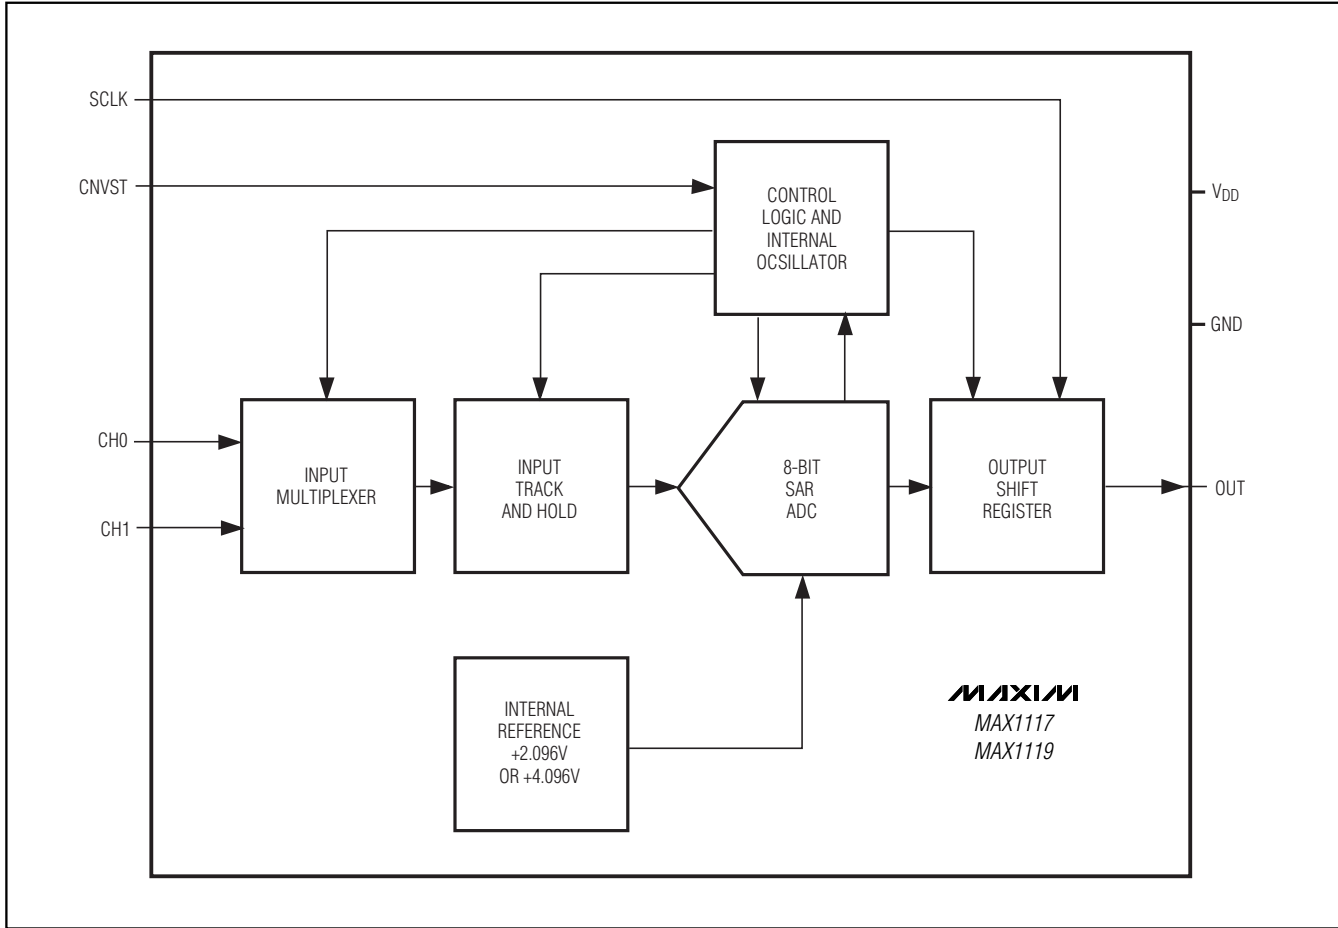 SCLK
CNVST
CONTROL
LOGIC AND
INTERNAL
OCSILLATOR
VDD
GND
CH0
CH1
INPUT
MULTIPLEXER
INPUT
TRACK
AND HOLD
8-BIT
SAR
ADC
OUTPUT
SHIFT
REGISTER
OUT
INTERNAL
REFERENCE
+2.096V
OR +4.096V
MAXIM
MAX1117
MAX1119